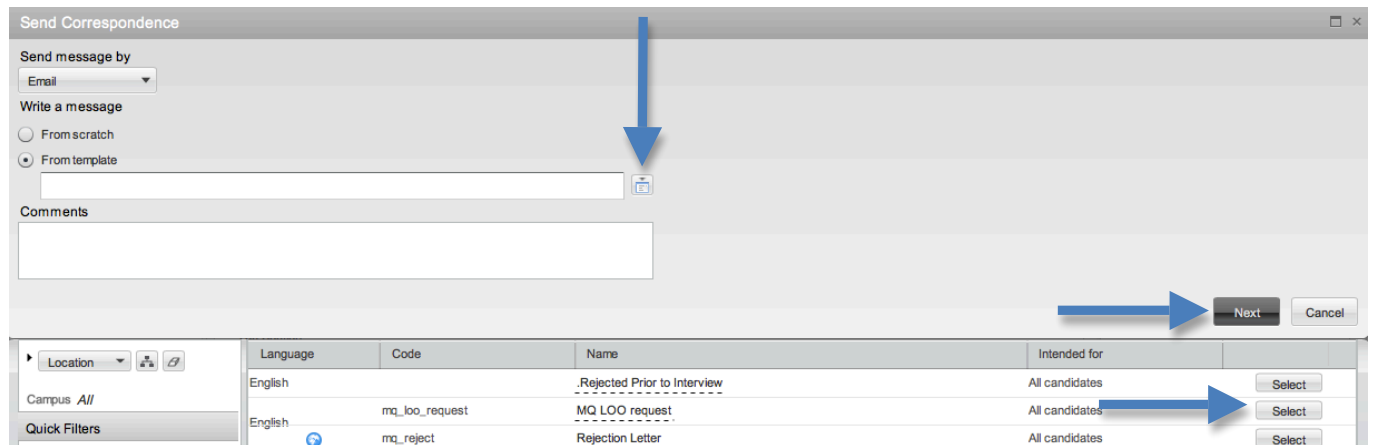 Send Correspondence
Send message by
Email
Write a message
From scratch
From template
Comments
Next Cancel
Location Language Code Name Intended for
English .Rejected Prior to Interview All candidates Select
Campus All
mq_loo_request MQ LOO request All candidates Select
English
Quick Filters
mq_reject Rejection Letter All candidates Select